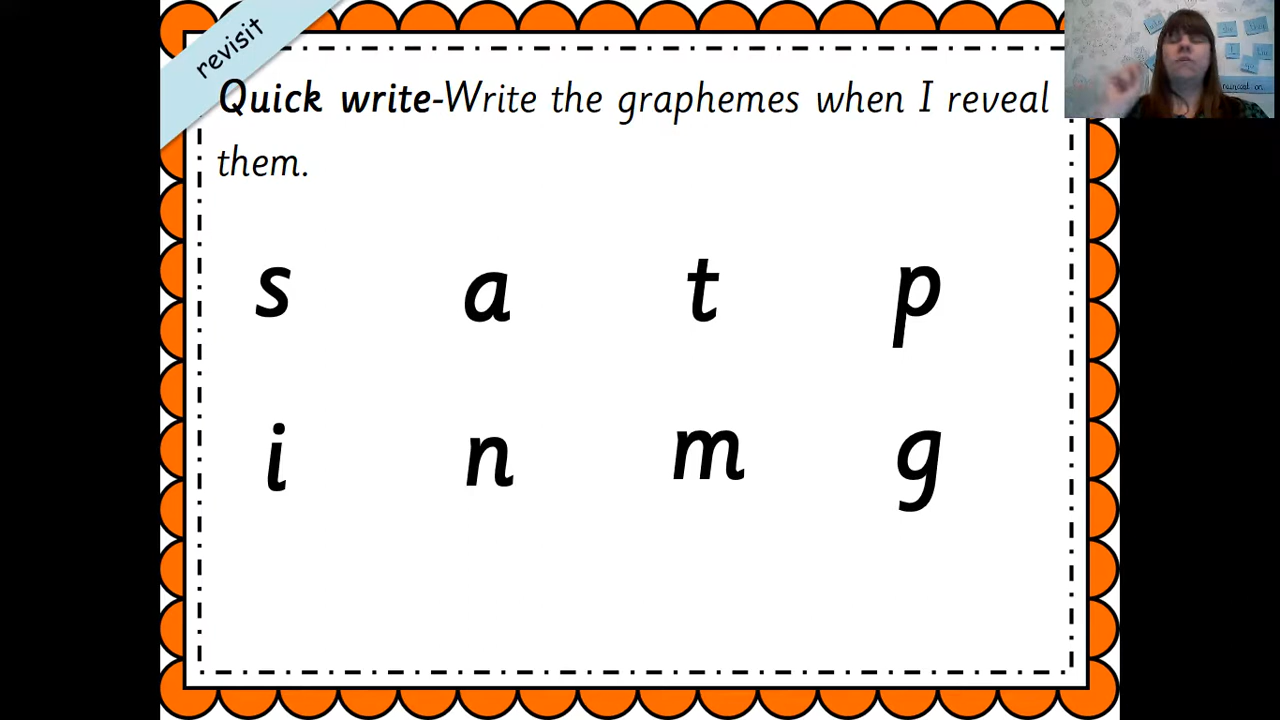 revisit
Quick write-Write the graphemes when I reveal
them.
s a t p
i n m g